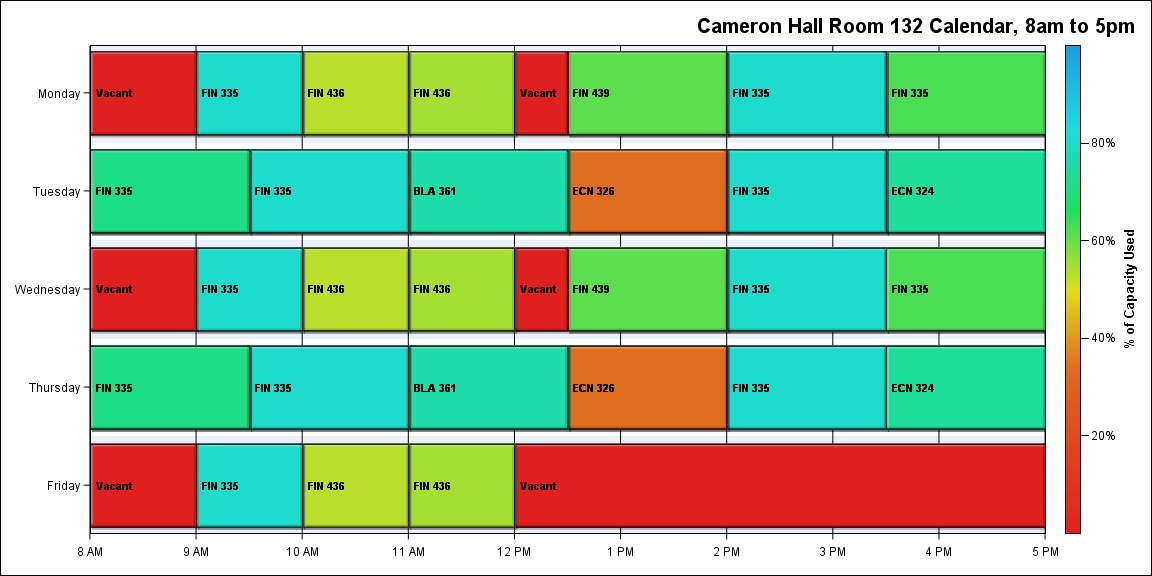 Cameron Hall Room 132 Calendar, 8am to 5pm
Monday
Vacant
FIN 335
FIN 436
FIN 436
Vacant
FIN 439
FIN 335
FIN 335
Tuesday
FIN 335
FIN 335
BLA 361
ECN 326
FIN 335
ECN 324
Wednesday
Vacant
FIN 335
FIN 436
FIN 436
Vacant
FIN 439
FIN 335
FIN 335
Thursday
FIN 335
FIN 335
BLA 361
ECN 326
FIN 335
ECN 324
Friday
Vacant
FIN 335
FIN 436
FIN 436
Vacant
8 AM
9 AM
10 AM
11 AM
12 PM
1 PM
2 PM
3 PM
4 PM
5 PM
80%
60%
40%
20%
% of Capacity Used